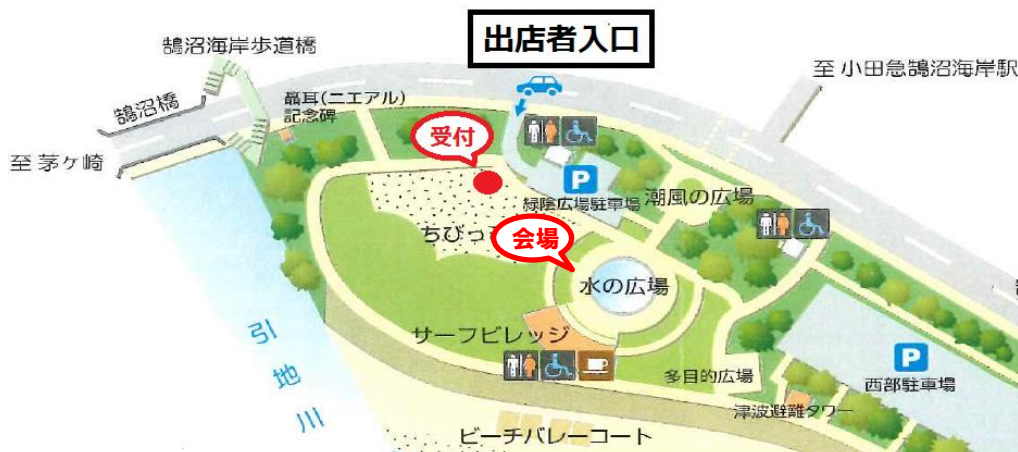 出店者入口
鵠沼海岸歩道橋
至 小田急鵠沼海岸駅
聶耳(ニエアル)
記念碑
鵠沼橋
受付
至 茅ヶ崎
P
緑陰広場駐車場
潮風の広場
ちびっ
会場
水の広場
サーフビレッジ
引地川
P
西部駐車場
多目的広場
津波避難タワー
ビーチバレーコート